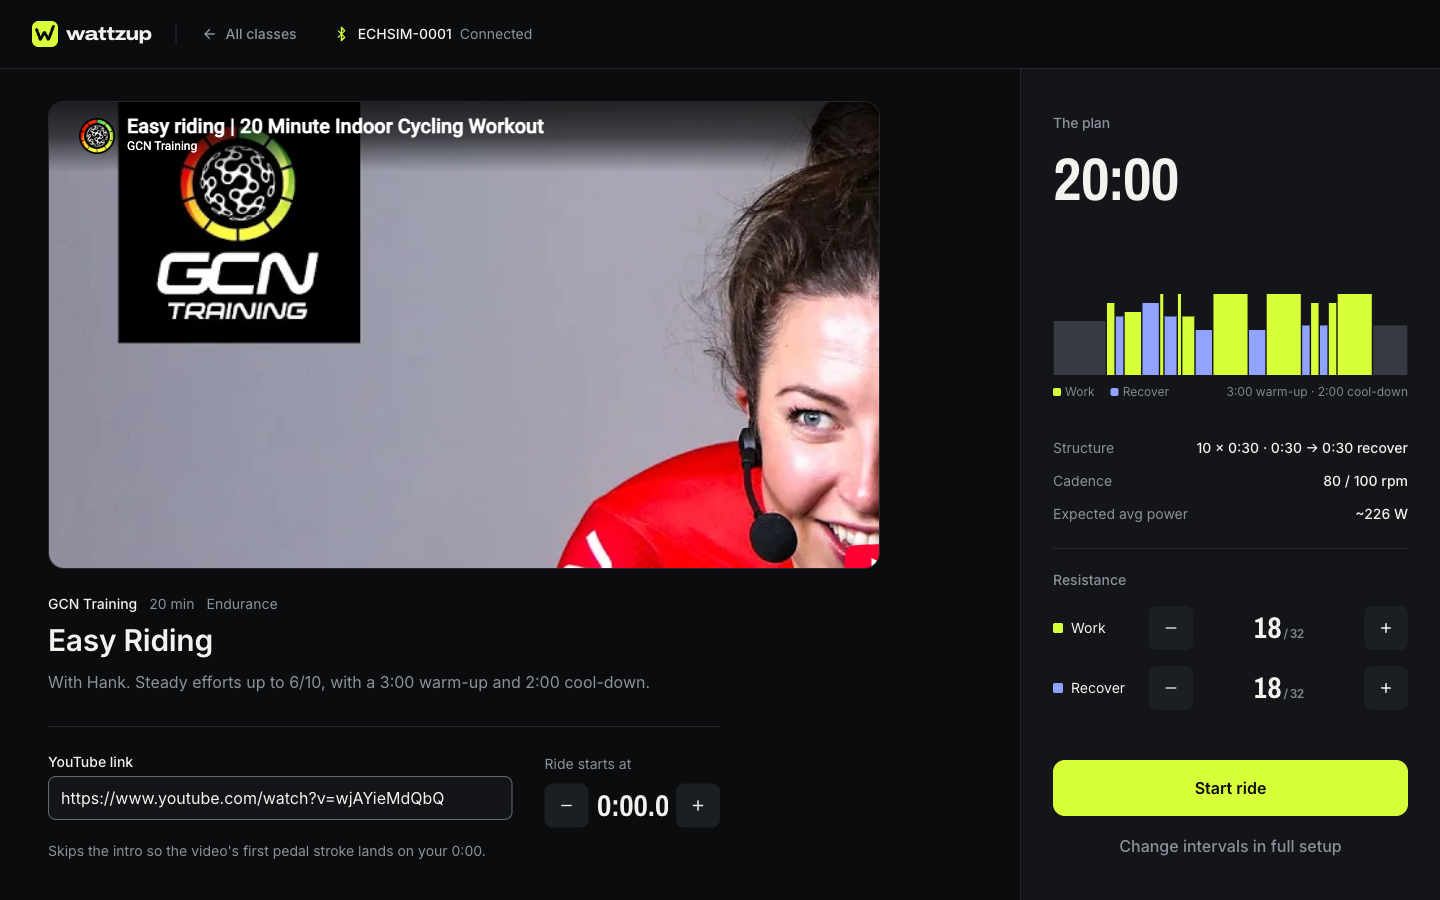 wattzup
All classes
ECHSIM-0001 Connected
Easy riding | 20 Minute Indoor Cycling Workout
GCN Training
GCN
TRAINING
GCN Training 20 min Endurance
Easy Riding
With Hank. Steady efforts up to 6/10, with a 3:00 warm-up and 2:00 cool-down.
YouTube link
https://www.youtube.com/watch?v=wjAYieMdQbQ
Ride starts at
− 0:00.0 +
Skips the intro so the video's first pedal stroke lands on your 0:00.
The plan
20:00
Work Recover 3:00 warm-up · 2:00 cool-down
Structure 10 × 0:30 · 0:30 → 0:30 recover
Cadence 80 / 100 rpm
Expected avg power ~226 W
Resistance
Work − 18 / 32 +
Recover − 18 / 32 +
Start ride
Change intervals in full setup